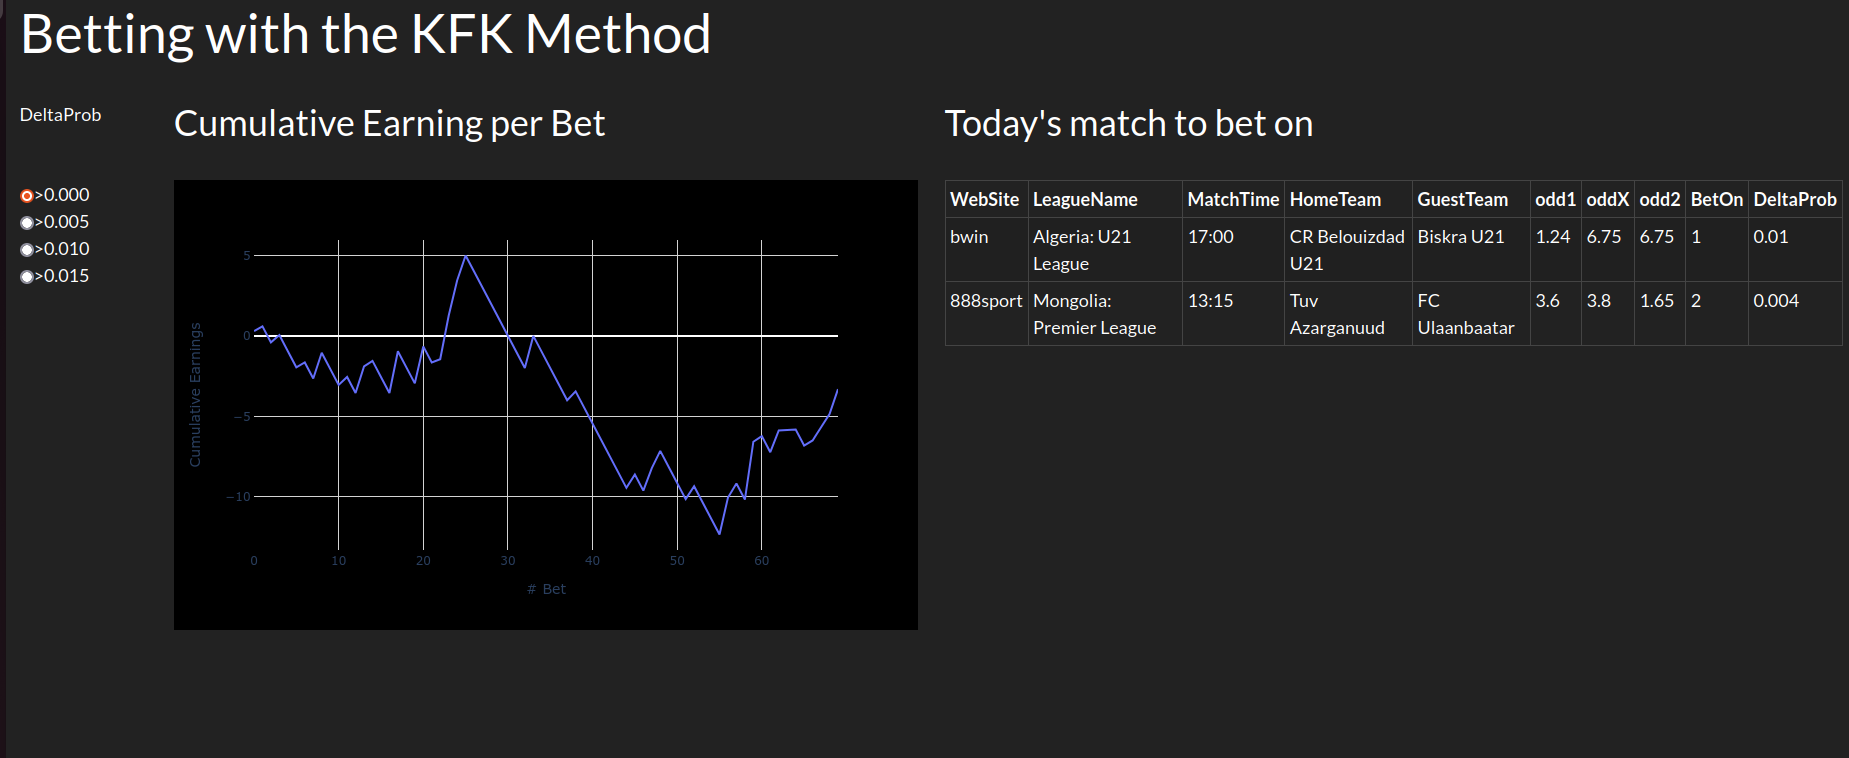 Betting with the KFK Method
DeltaProb
>0.000
>0.005
>0.010
>0.015
Cumulative Earning per Bet
5
0
−5
−10
Cumulative Earnings
0 10 20 30 40 50 60
# Bet
Today's match to bet on
WebSite LeagueName MatchTime HomeTeam GuestTeam odd1 oddX odd2 BetOn DeltaProb
bwin Algeria: U21 17:00 CR Belouizdad Biskra U21 1.24 6.75 6.75 1 0.01
League U21
888sport Mongolia: 13:15 Tuv FC 3.6 3.8 1.65 2 0.004
Premier League Azarganuud Ulaanbaatar